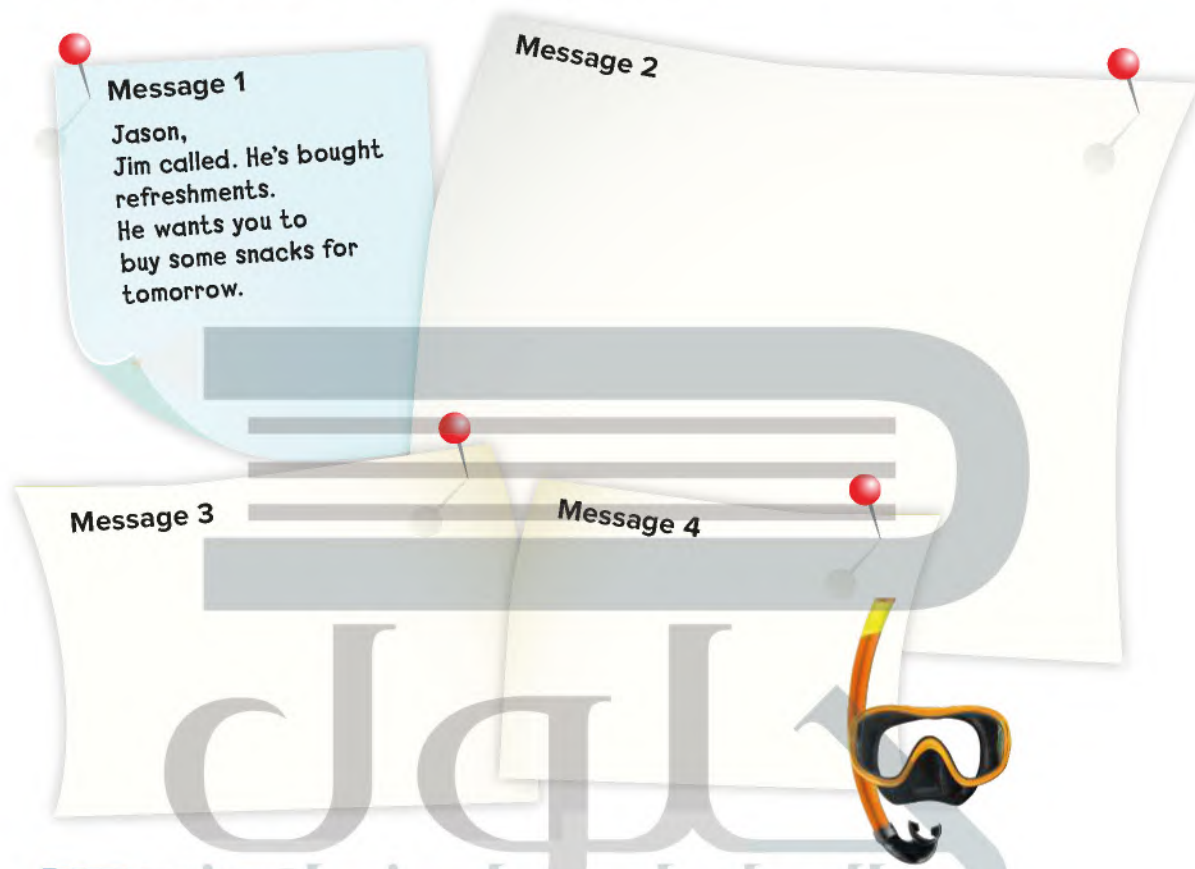 Message 1
Jason,
Jim called. He's bought
refreshments.
He wants you to
buy some snacks for
tomorrow.
Message 2
Message 3
Message 4